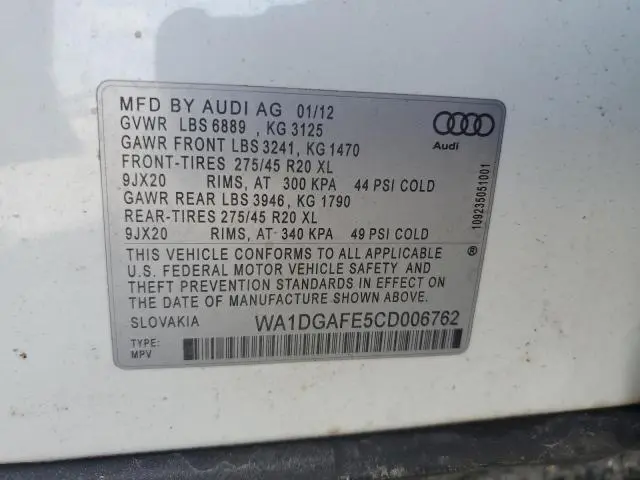 MFD BY AUDI AG 01/12
GVWR LBS 6889 , KG 3125
GAWR FRONT LBS 3241, KG 1470
FRONT-TIRES 275/45 R20 XL
9JX20 RIMS, AT 300 KPA 44 PSI COLD
GAWR REAR LBS 3946, KG 1790
REAR-TIRES 275/45 R20 XL
9JX20 RIMS, AT 340 KPA 49 PSI COLD
THIS VEHICLE CONFORMS TO ALL APPLICABLE
U.S. FEDERAL MOTOR VEHICLE SAFETY AND
THEFT PREVENTION STANDARDS IN EFFECT ON
THE DATE OF MANUFACTURE SHOWN ABOVE.
SLOVAKIA WA1DGAFE5CD006762
TYPE:
MPV
Audi
109235051001
®